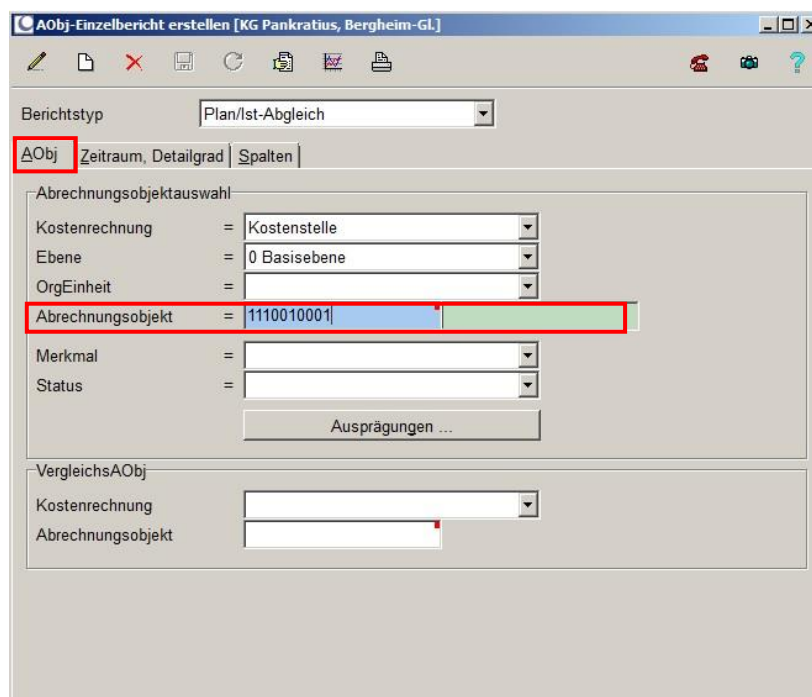 AObj-Einzelbericht erstellen [KG Pankratius, Bergheim-Gl.]
Berichtstyp Plan/Ist-Abgleich
AObj Zeitraum, Detailgrad Spalten
Abrechnungsobjektauswahl
Kostenrechnung = Kostenstelle
Ebene = 0 Basisebene
OrgEinheit =
Abrechnungsobjekt = 1110010001
Merkmal =
Status =
Ausprägungen ...
VergleichsAObj
Kostenrechnung
Abrechnungsobjekt